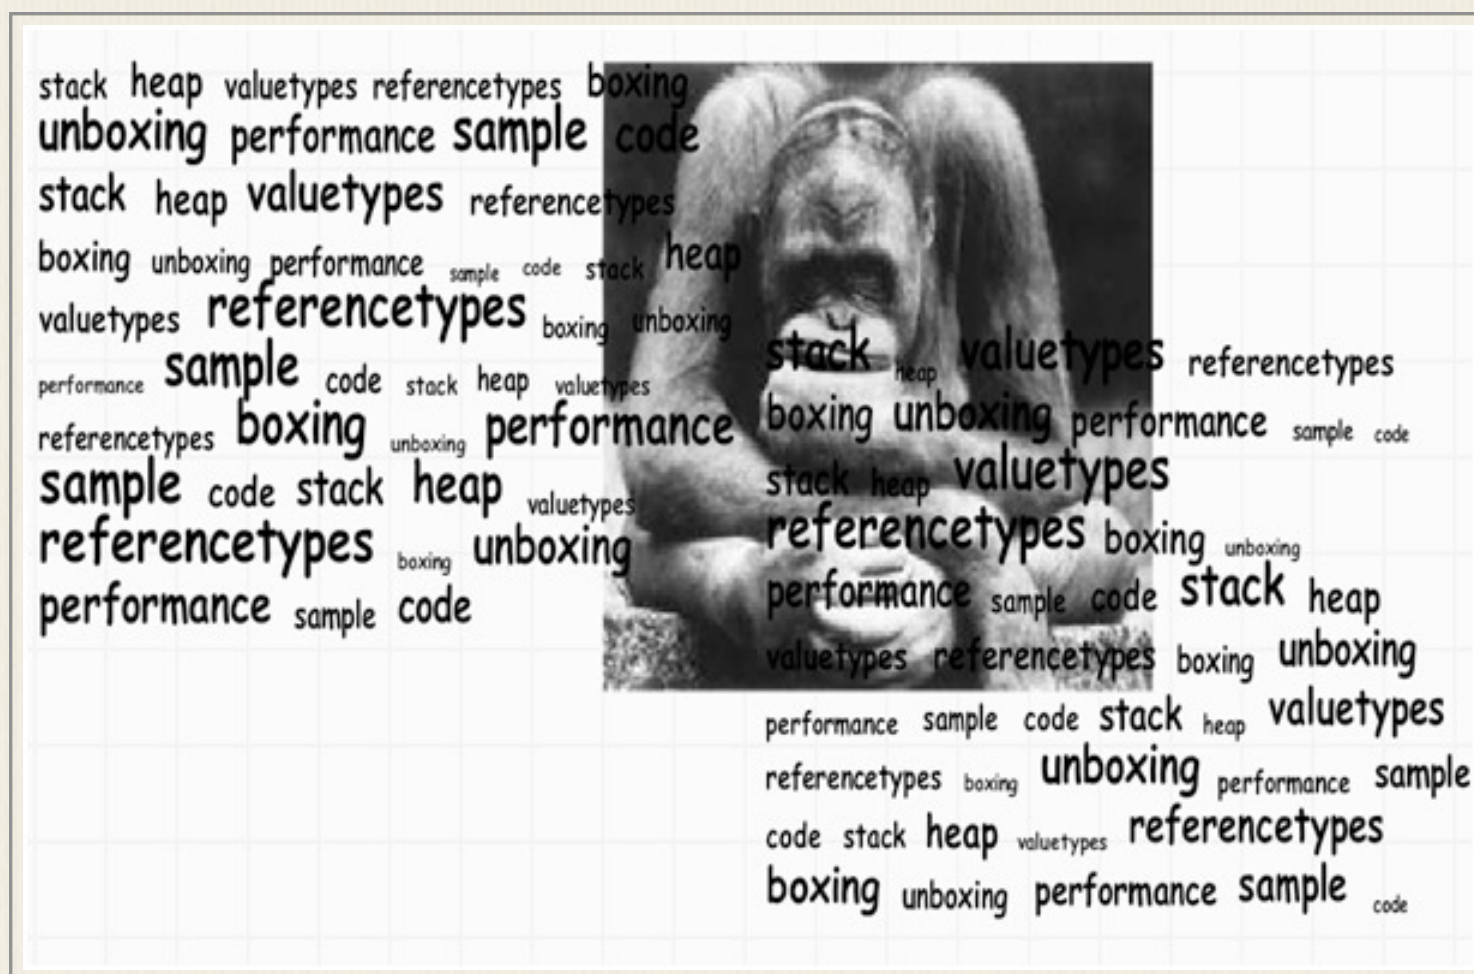 stack heap valuetypes referencetypes boxing
unboxing performance sample code
stack heap valuetypes referencetypes
boxing unboxing performance sample code stack heap
valuetypes referencetypes boxing unboxing
performance sample code stack heap valuetypes
referencetypes boxing unboxing performance
sample code stack heap valuetypes
referencetypes boxing unboxing
performance sample code
stack heap valuetypes referencetypes
boxing unboxing performance sample code
stack heap valuetypes
referencetypes boxing unboxing
performance sample code stack heap
valuetypes referencetypes boxing unboxing
performance sample code stack heap valuetypes
referencetypes boxing unboxing performance sample
code stack heap valuetypes referencetypes
boxing unboxing performance sample code